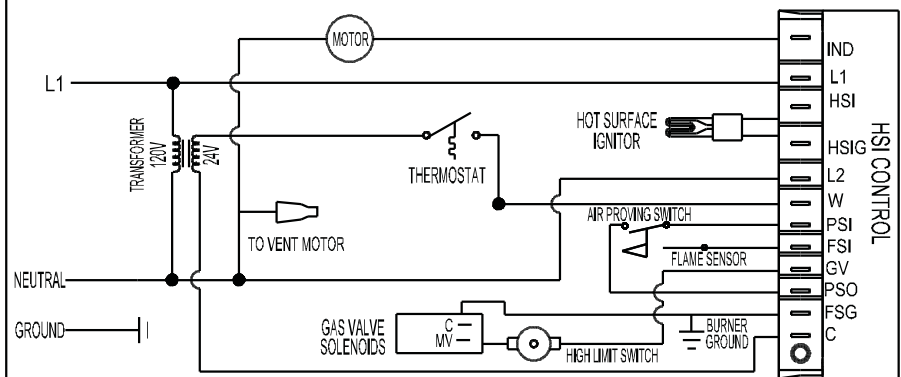 MOTOR
IND
L1
L1
HSI
HOT SURFACE
IGNITOR
HSIG
TRANSFORMER
120V
24V
THERMOSTAT
L2
W
HSI CONTROL
AIR PROVING SWITCH
PSI
TO VENT MOTOR
FSI
FLAME SENSOR
GV
NEUTRAL
PSO
FSG
GROUND
GAS VALVE
SOLENOIDS
C
MV
BURNER
GROUND
C
HIGH LIMIT SWITCH